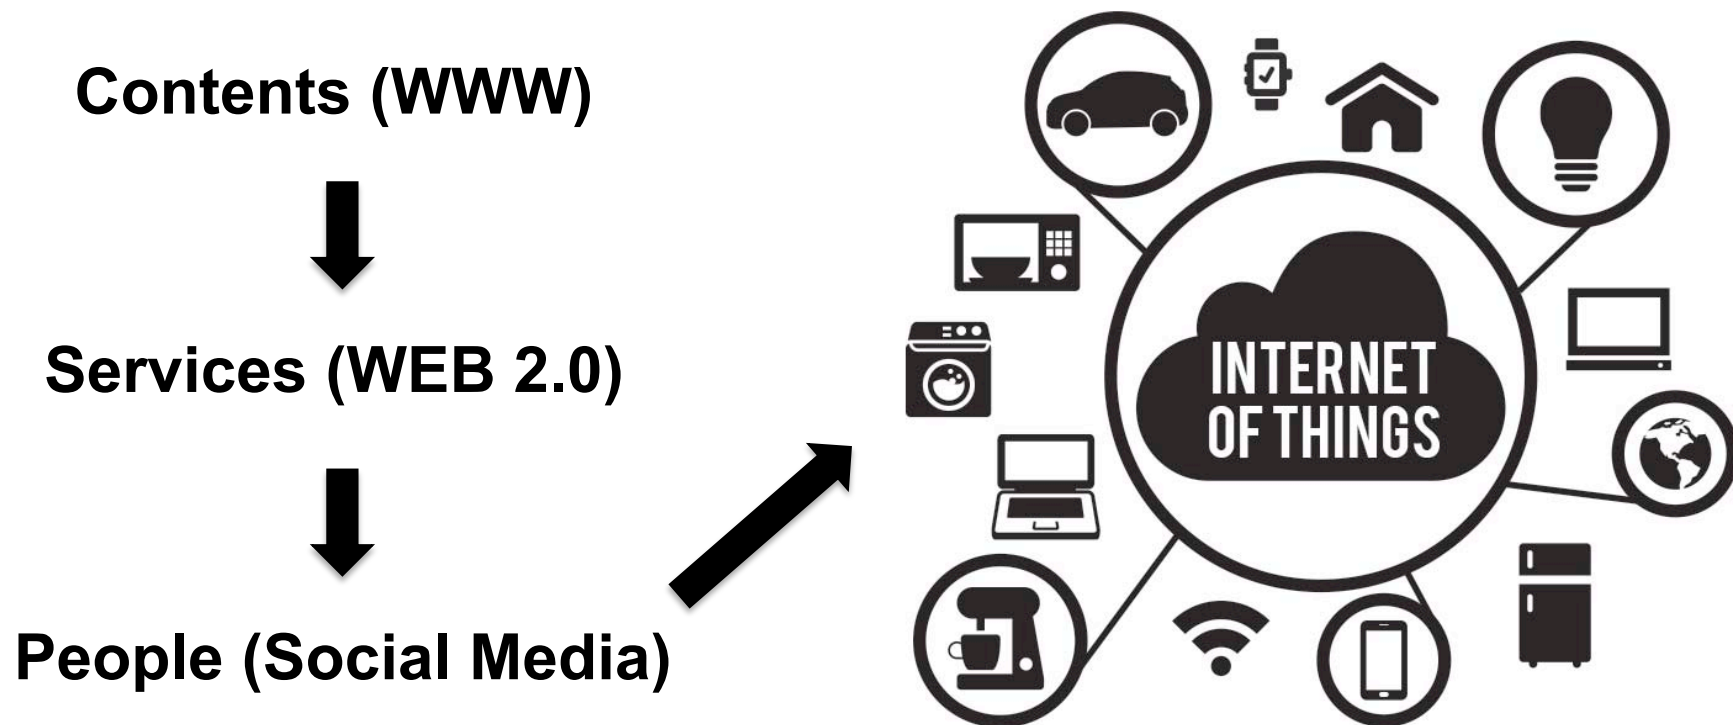 Contents (WWW)
Services (WEB 2.0)
People (Social Media)
INTERNET
OF THINGS